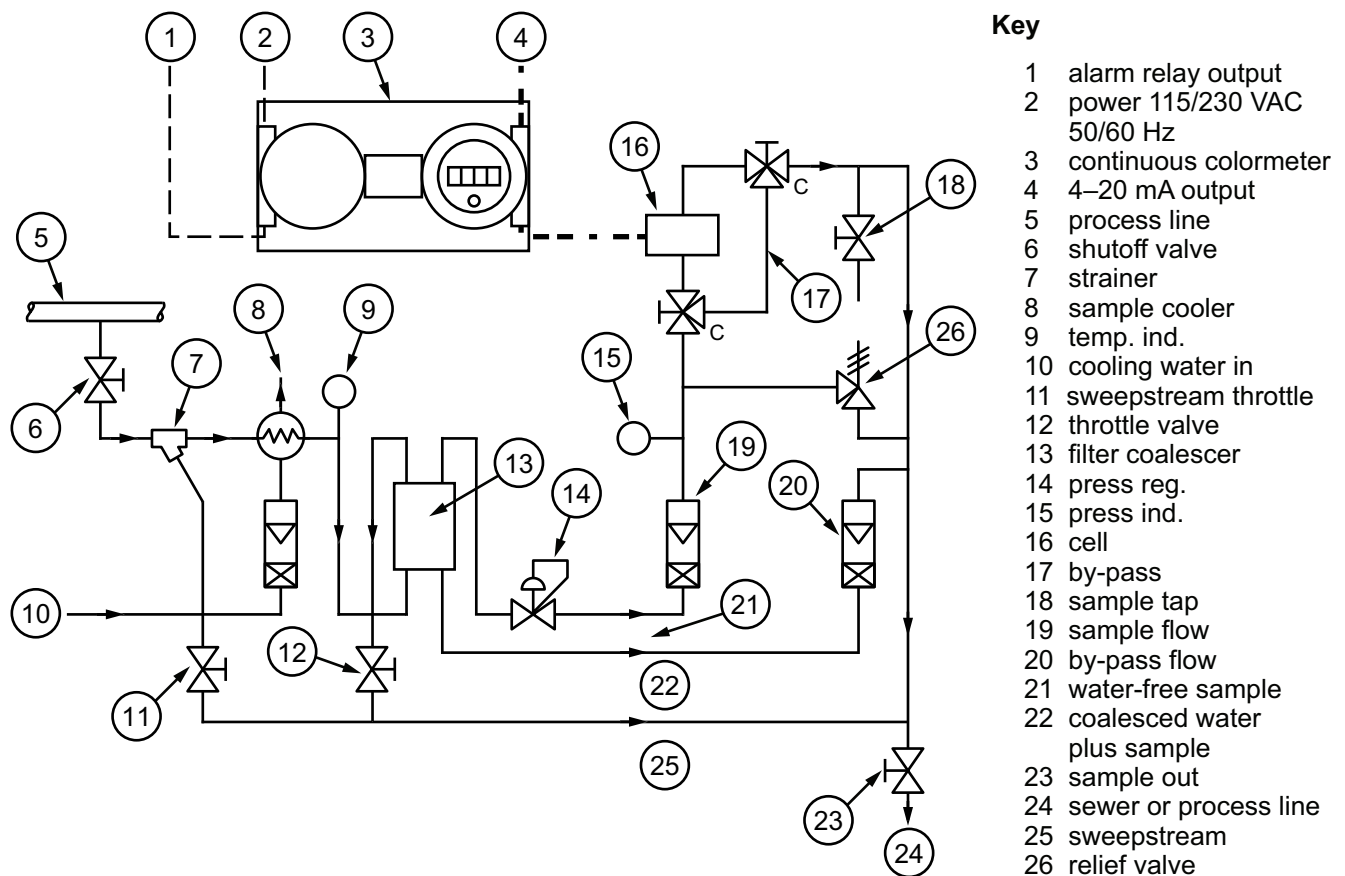 1
2
3
4
5
6
7
8
9
10
11
12
13
14
15
16
17
18
19
20
21
22
23
24
25
26
C
C
Key
1 alarm relay output
2 power 115/230 VAC
50/60 Hz
3 continuous colormeter
4 4–20 mA output
5 process line
6 shutoff valve
7 strainer
8 sample cooler
9 temp. ind.
10 cooling water in
11 sweepstream throttle
12 throttle valve
13 filter coalescer
14 press reg.
15 press ind.
16 cell
17 by-pass
18 sample tap
19 sample flow
20 by-pass flow
21 water-free sample
22 coalesced water
plus sample
23 sample out
24 sewer or process line
25 sweepstream
26 relief valve